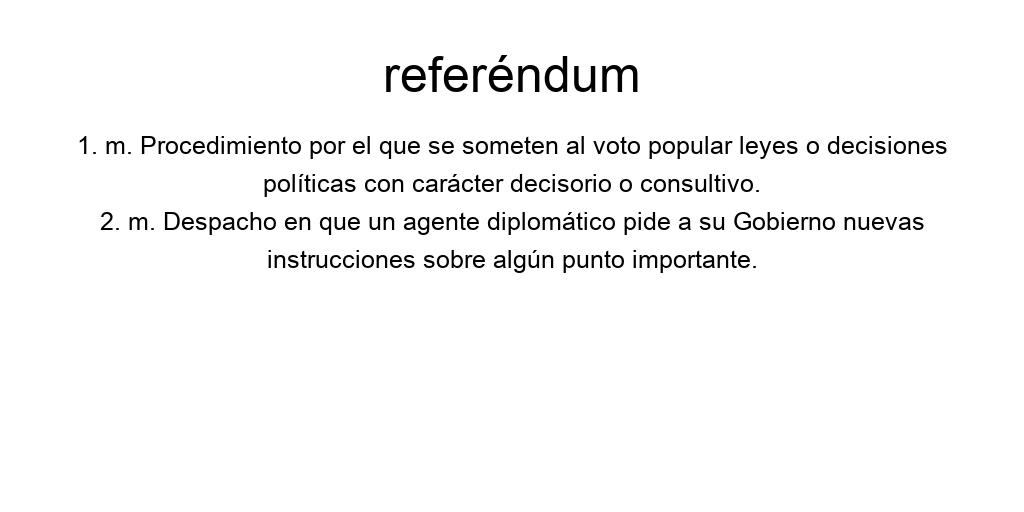 referéndum
1. m. Procedimiento por el que se someten al voto popular leyes o decisiones
políticas con carácter decisorio o consultivo.
2. m. Despacho en que un agente diplomático pide a su Gobierno nuevas
instrucciones sobre algún punto importante.